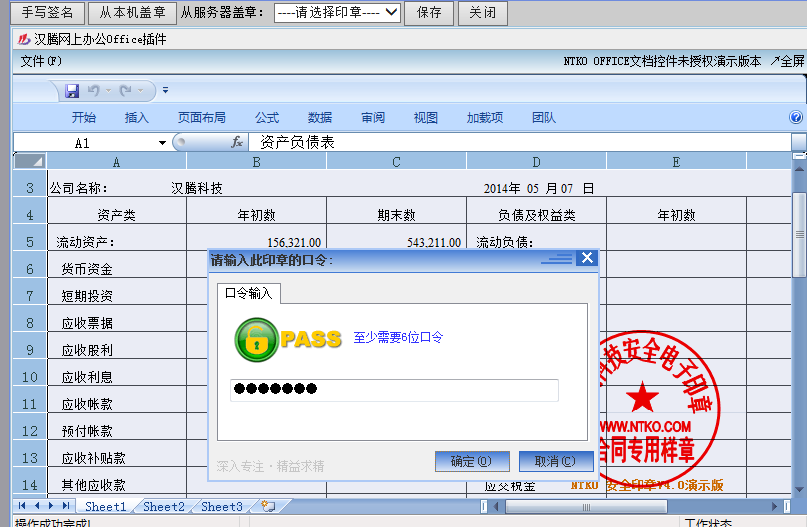 手写签名 从本机盖章 从服务器盖章： ----请选择印章---- 保存 关闭
汉腾网上办公Office插件
文件(F) NTKO OFFICE文档控件未授权演示版本 全屏
开始 插入 页面布局 公式 数据 审阅 视图 加载项 团队
A1 fx 资产负债表
A B C D E
3 公司名称： 汉腾科技 2014年 05 月 07 日
4 资产类 年初数 期末数 负债及权益类 年初数
5 流动资产： 156,321.00 543,211.00 流动负债：
6 货币资金
7 短期投资
8 应收票据
9 应收股利
10 应收利息
11 应收帐款
12 预付帐款
13 应收补贴款
14 其他应收款 应交税金
请输入此印章的口令：
口令输入
PASS 至少需要6位口令
●●●●●●●
深入专注·精益求精 确定(O) 取消(C)
技安全电子印章
WWW.NTKO.COM
合同专用样章
NTKO 安全印章V4.0演示版
Sheet1 Sheet2 Sheet3
操作成功完成! 工作状态